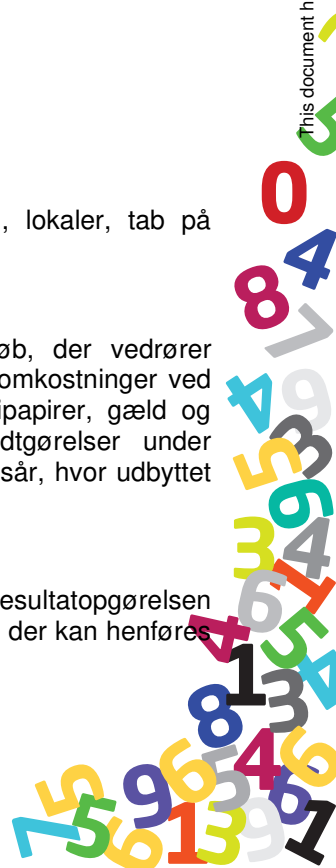 This document h
, lokaler, tab på
øb, der vedrører
omkostninger ved
ipapirer, gæld og
dtgørelser under
sår, hvor udbyttet
esultatopgørelsen
der kan henføres